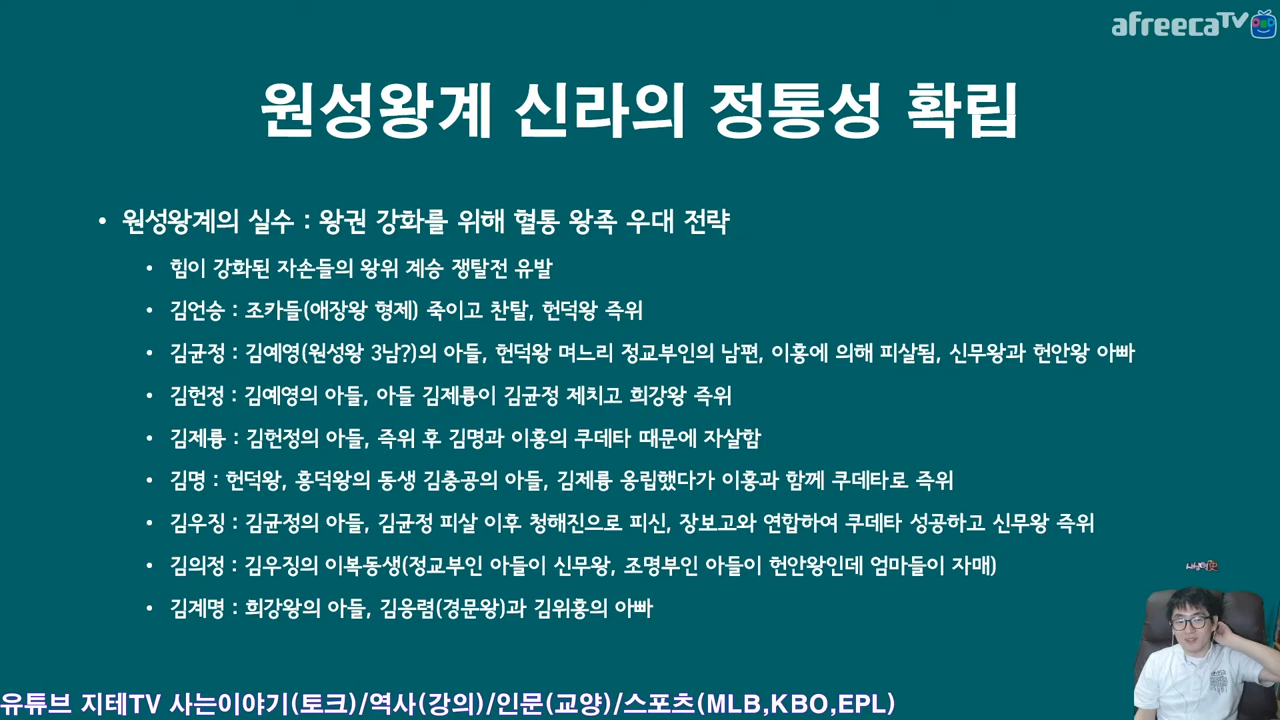 afreecaTV
원성왕계 신라의 정통성 확립
• 원성왕계의 실수 : 왕권 강화를 위해 혈통 왕족 우대 전략
• 힘이 강화된 자손들의 왕위 계승 쟁탈전 유발
• 김언승 : 조카들(애장왕 형제) 죽이고 찬탈, 헌덕왕 즉위
• 김균정 : 김예영(원성왕 3남?)의 아들, 헌덕왕 며느리 정교부인의 남편, 이홍에 의해 피살됨, 신무왕과 헌안왕 아빠
• 김헌정 : 김예영의 아들, 아들 김제륭이 김균정 제치고 희강왕 즉위
• 김제륭 : 김헌정의 아들, 즉위 후 김명과 이홍의 쿠데타 때문에 자살함
• 김명 : 헌덕왕, 흥덕왕의 동생 김충공의 아들, 김제륭 옹립했다가 이홍과 함께 쿠데타로 즉위
• 김우징 : 김균정의 아들, 김균정 피살 이후 청해진으로 피신, 장보고와 연합하여 쿠데타 성공하고 신무왕 즉위
• 김의정 : 김우징의 이복동생(정교부인 아들이 신무왕, 조명부인 아들이 헌안왕인데 엄마들이 자매)
• 김계명 : 희강왕의 아들, 김응렴(경문왕)과 김위홍의 아빠
유튜브 지테TV 사는이야기(토크)/역사(강의)/인문(교양)/스포츠(MLB,KBO,EPL)